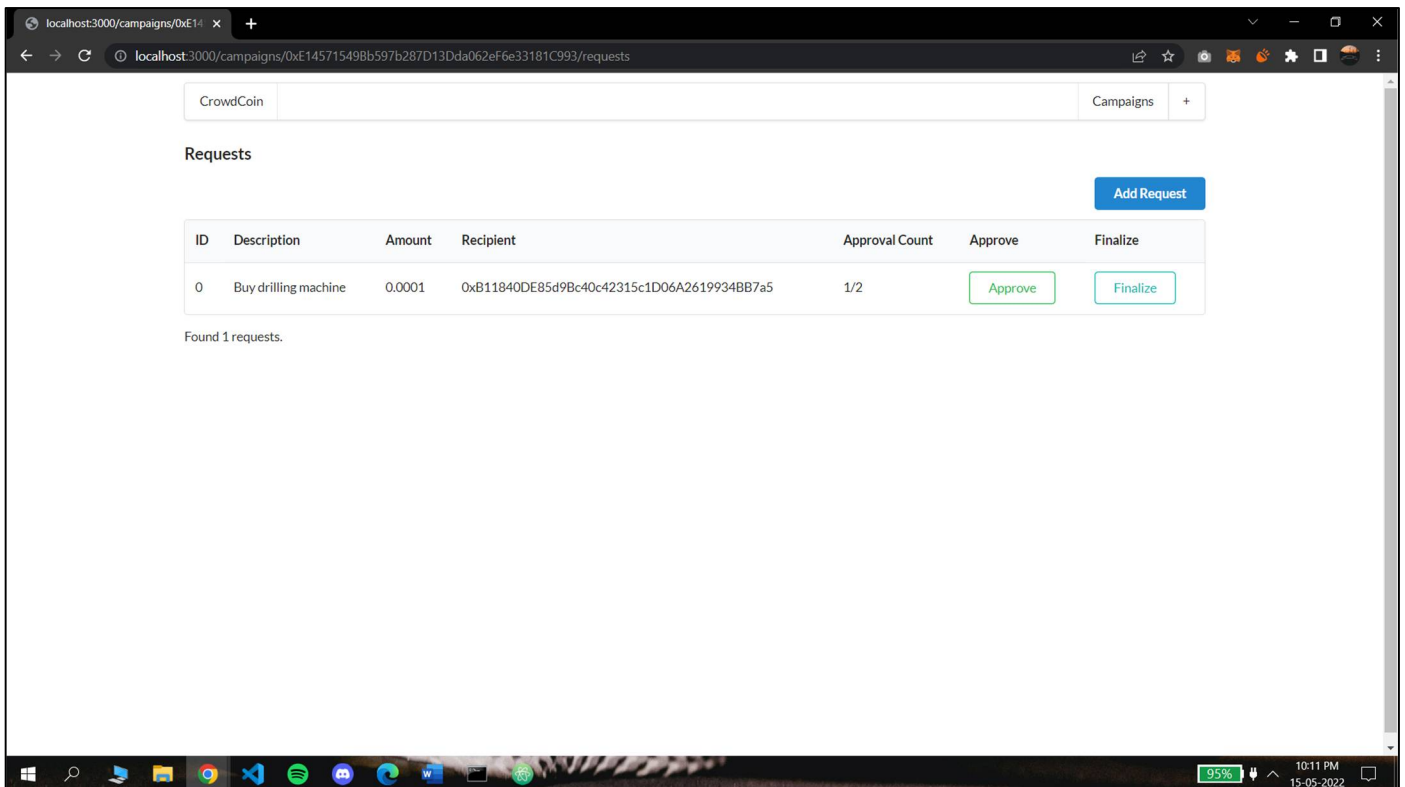 localhost:3000/campaigns/0xE14
localhost:3000/campaigns/0xE14571549Bb597b287D13Dda062eF6e33181C993/requests
CrowdCoin Campaigns +
Requests
Add Request
ID Description Amount Recipient Approval Count Approve Finalize
0 Buy drilling machine 0.0001 0xB11840DE85d9Bc40c42315c1D06A2619934BB7a5 1/2 Approve Finalize
Found 1 requests.
95% 10:11 PM
15-05-2022